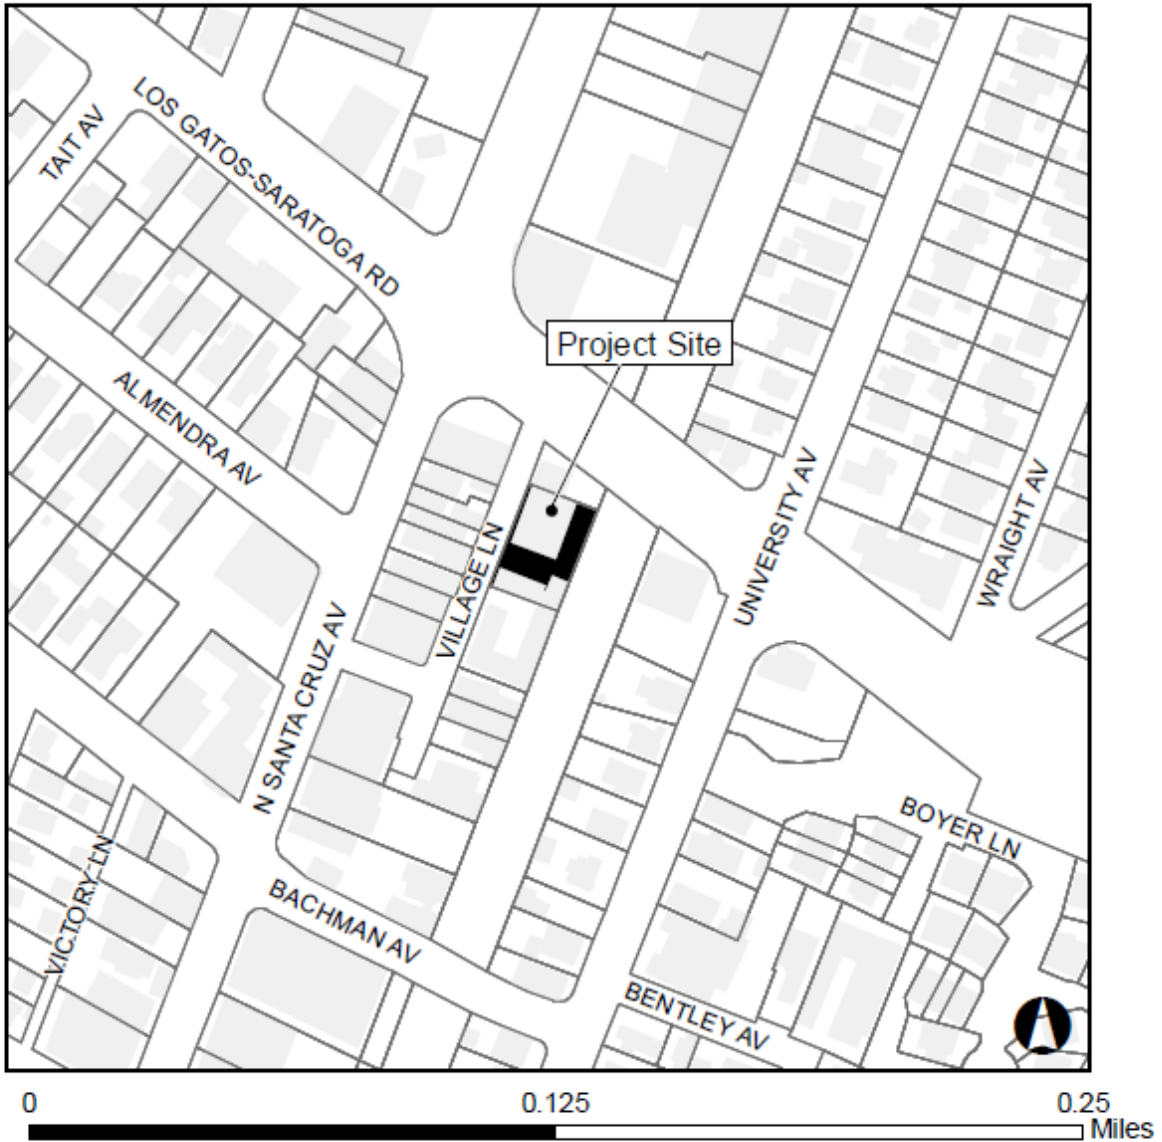 TAIT AV
LOS GATOS-SARATOGA RD
Project Site
ALMENDRA AV
UNIVERSITY AV
WRAIGHT AV
VILLAGE LN
N SANTA CRUZ AV
BOYER LN
VICTORY LN
BACHMAN AV
BENTLEY AV
0 0.125 0.25
Miles